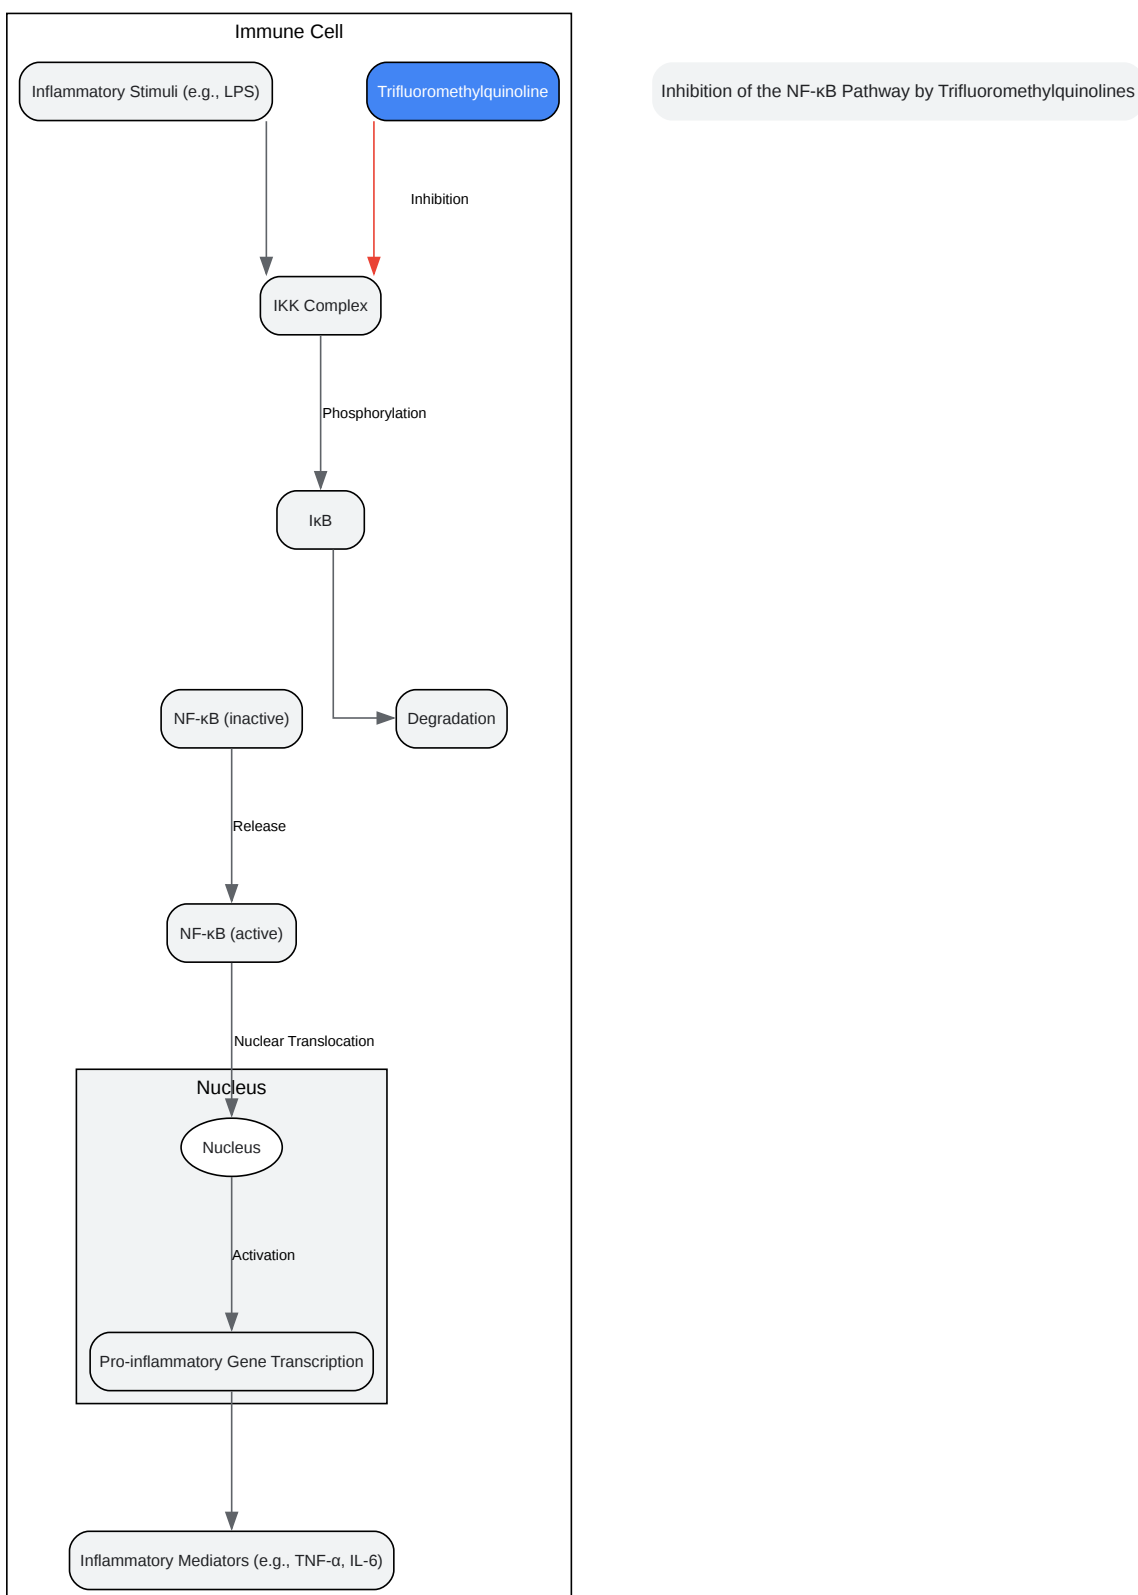 Immune Cell
Inflammatory Stimuli (e.g., LPS)
Trifluoromethylquinoline
Inhibition of the NF-κB Pathway by Trifluoromethylquinolines
Inhibition
IKK Complex
Phosphorylation
IκB
NF-κB (inactive)
Degradation
Release
NF-κB (active)
Nuclear Translocation
Nucleus
Nucleus
Activation
Pro-inflammatory Gene Transcription
Inflammatory Mediators (e.g., TNF-α, IL-6)